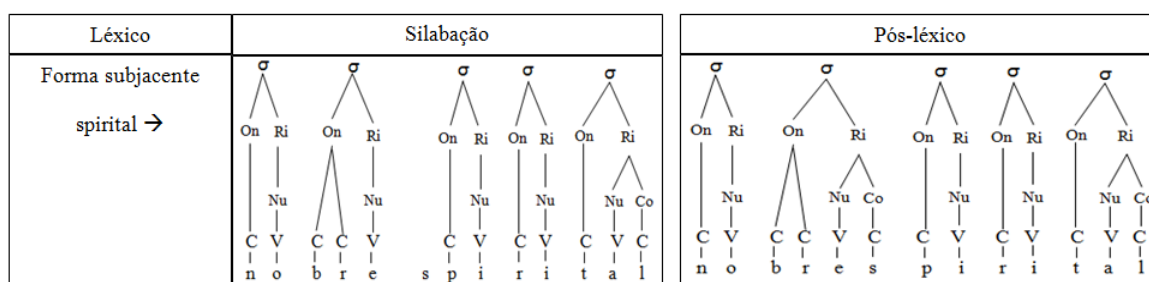 Léxico Silabação Pós-léxico
Forma subjacente σ σ σ σ σ σ σ σ σ σ
spirital → On Ri On Ri On Ri On Ri On Ri On Ri On Ri On Ri On Ri On Ri
Nu Nu Nu Nu Nu Co Nu Nu Co Nu Nu Nu Co
C V C C V C V C V C V C C V C C V C C V C V C V C
n o b r e s p i r i t a l n o b r e s p i r i t a l